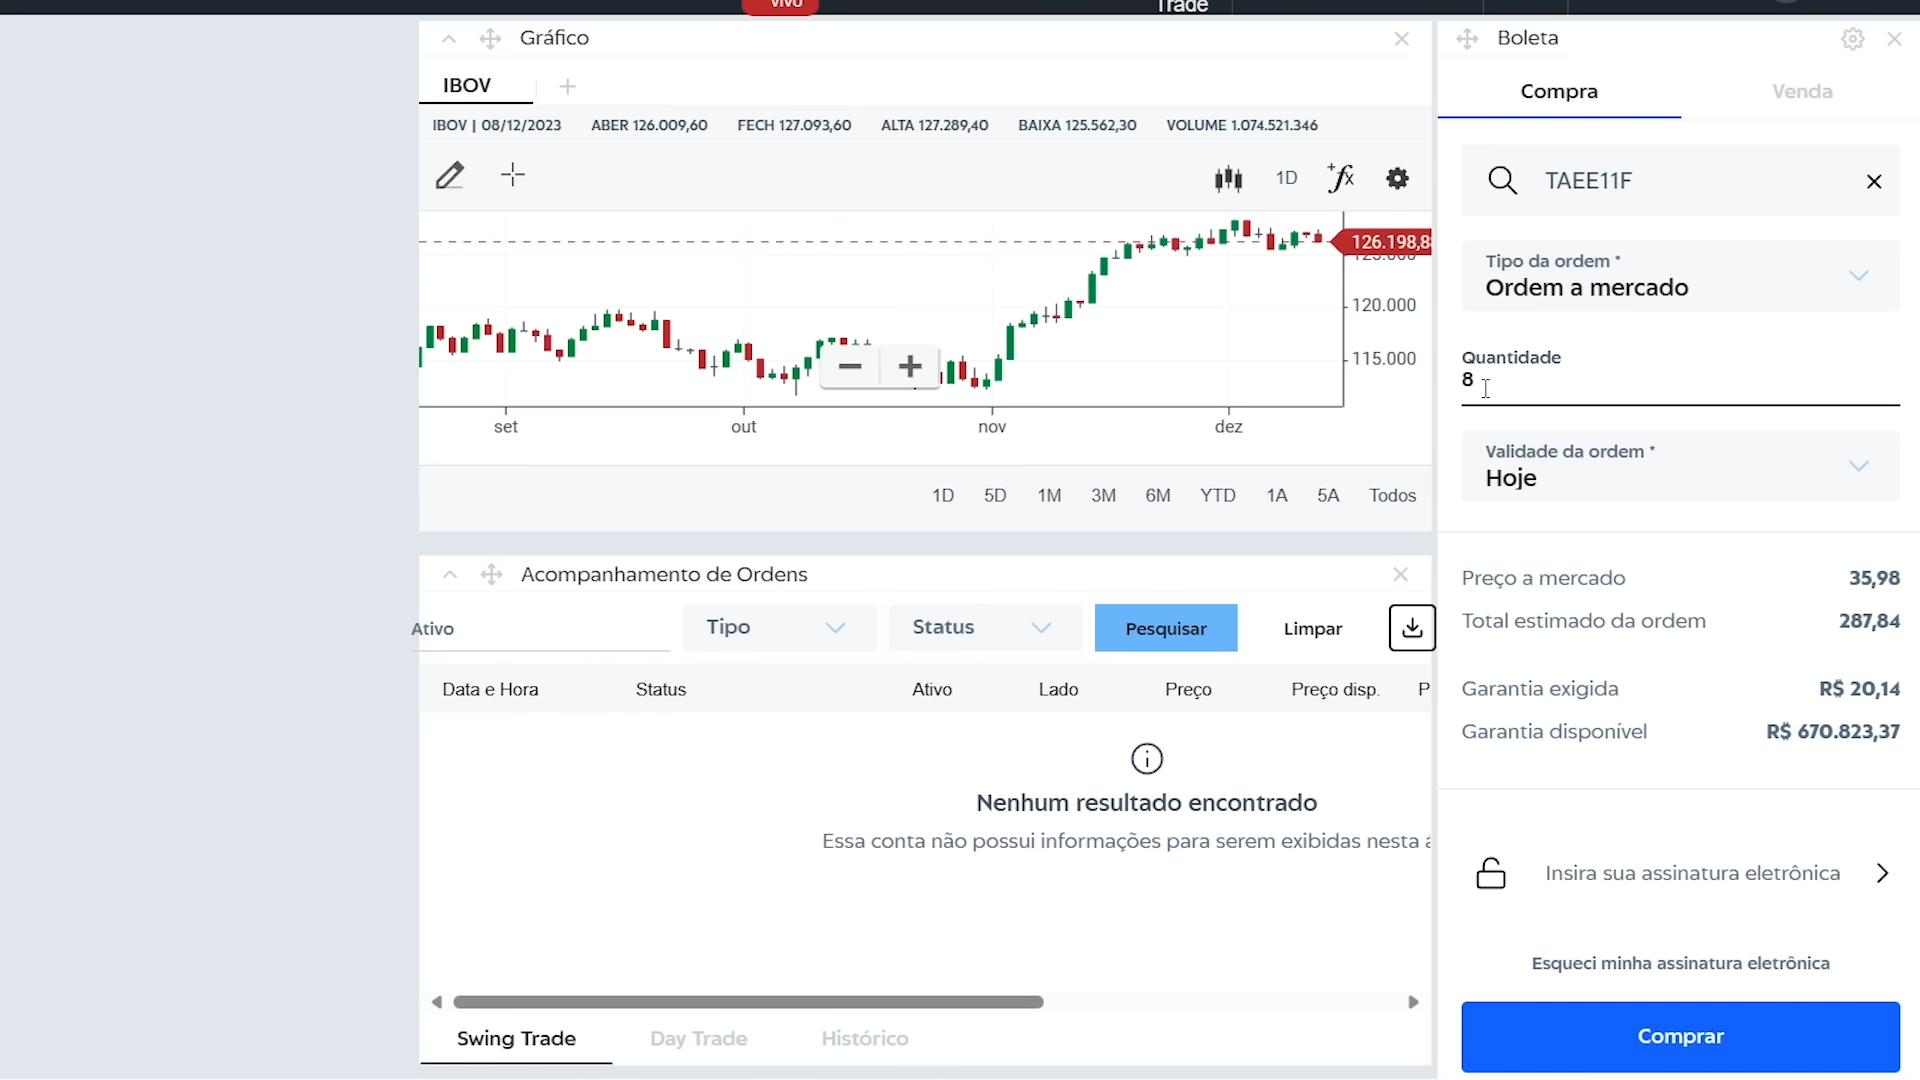 vivo
Trade
Gráfico
IBOV
IBOV | 08/12/2023 ABER 126.009,60 FECH 127.093,60 ALTA 127.289,40 BAIXA 125.562,30 VOLUME 1.074.521.346
1D
126.198,8
125.000
120.000
115.000
set out nov dez
1D 5D 1M 3M 6M YTD 1A 5A Todos
Acompanhamento de Ordens
Ativo Tipo Status Pesquisar Limpar
Data e Hora Status Ativo Lado Preço Preço disp. P
Nenhum resultado encontrado
Essa conta não possui informações para serem exibidas nesta á
Swing Trade Day Trade Histórico
Boleta
Compra Venda
TAEE11F
Tipo da ordem *
Ordem a mercado
Quantidade
8
Validade da ordem *
Hoje
Preço a mercado 35,98
Total estimado da ordem 287,84
Garantia exigida R$ 20,14
Garantia disponível R$ 670.823,37
Insira sua assinatura eletrônica
Esqueci minha assinatura eletrônica
Comprar